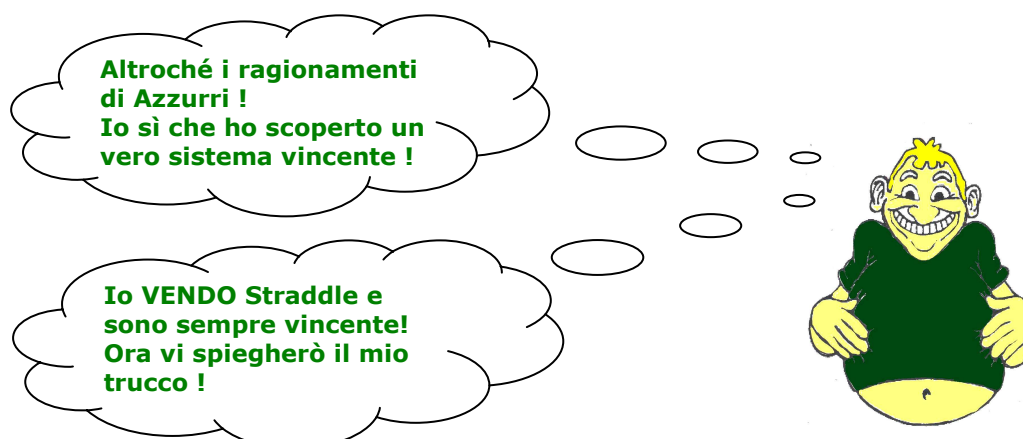 Altroché i ragionamenti
di Azzurri !
Io sì che ho scoperto un
vero sistema vincente !
Io VENDO Straddle e
sono sempre vincente!
Ora vi spiegherò il mio
trucco !